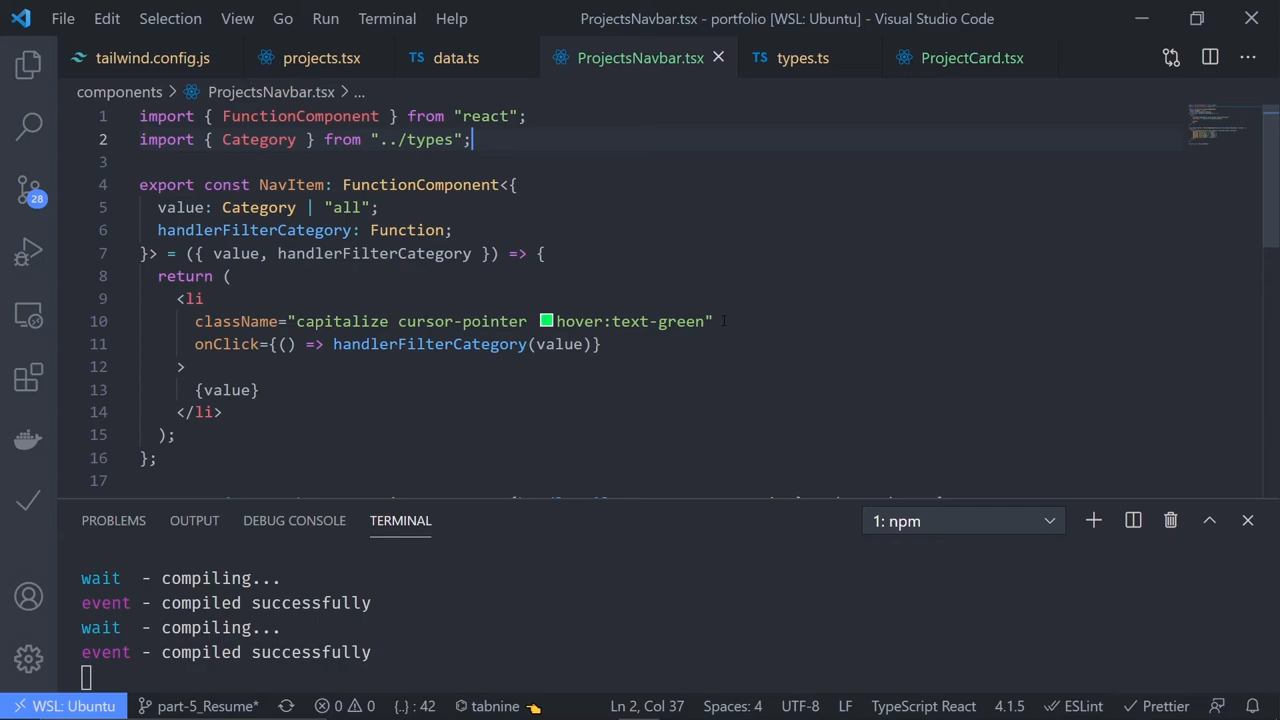 File Edit Selection View Go Run Terminal Help ProjectsNavbar.tsx - portfolio [WSL: Ubuntu] - Visual Studio Code
tailwind.config.js projects.tsx TS data.ts ProjectsNavbar.tsx TS types.ts ProjectCard.tsx
components > ProjectsNavbar.tsx > ...
1 import { FunctionComponent } from "react";
2 import { Category } from "../types";
3
4 export const NavItem: FunctionComponent<{
5 value: Category | "all";
6 handlerFilterCategory: Function;
7 }> = ({ value, handlerFilterCategory }) => {
8 return (
9 <li
10 className="capitalize cursor-pointer hover:text-green"
11 onClick={() => handlerFilterCategory(value)}
12 >
13 {value}
14 </li>
15 );
16 };
17
28
PROBLEMS OUTPUT DEBUG CONSOLE TERMINAL 1: npm
wait - compiling...
event - compiled successfully
wait - compiling...
event - compiled successfully
WSL: Ubuntu part-5_Resume* 0 0 {..} : 42 tabnine 👈 Ln 2, Col 37 Spaces: 4 UTF-8 LF TypeScript React 4.1.5 ESLint Prettier